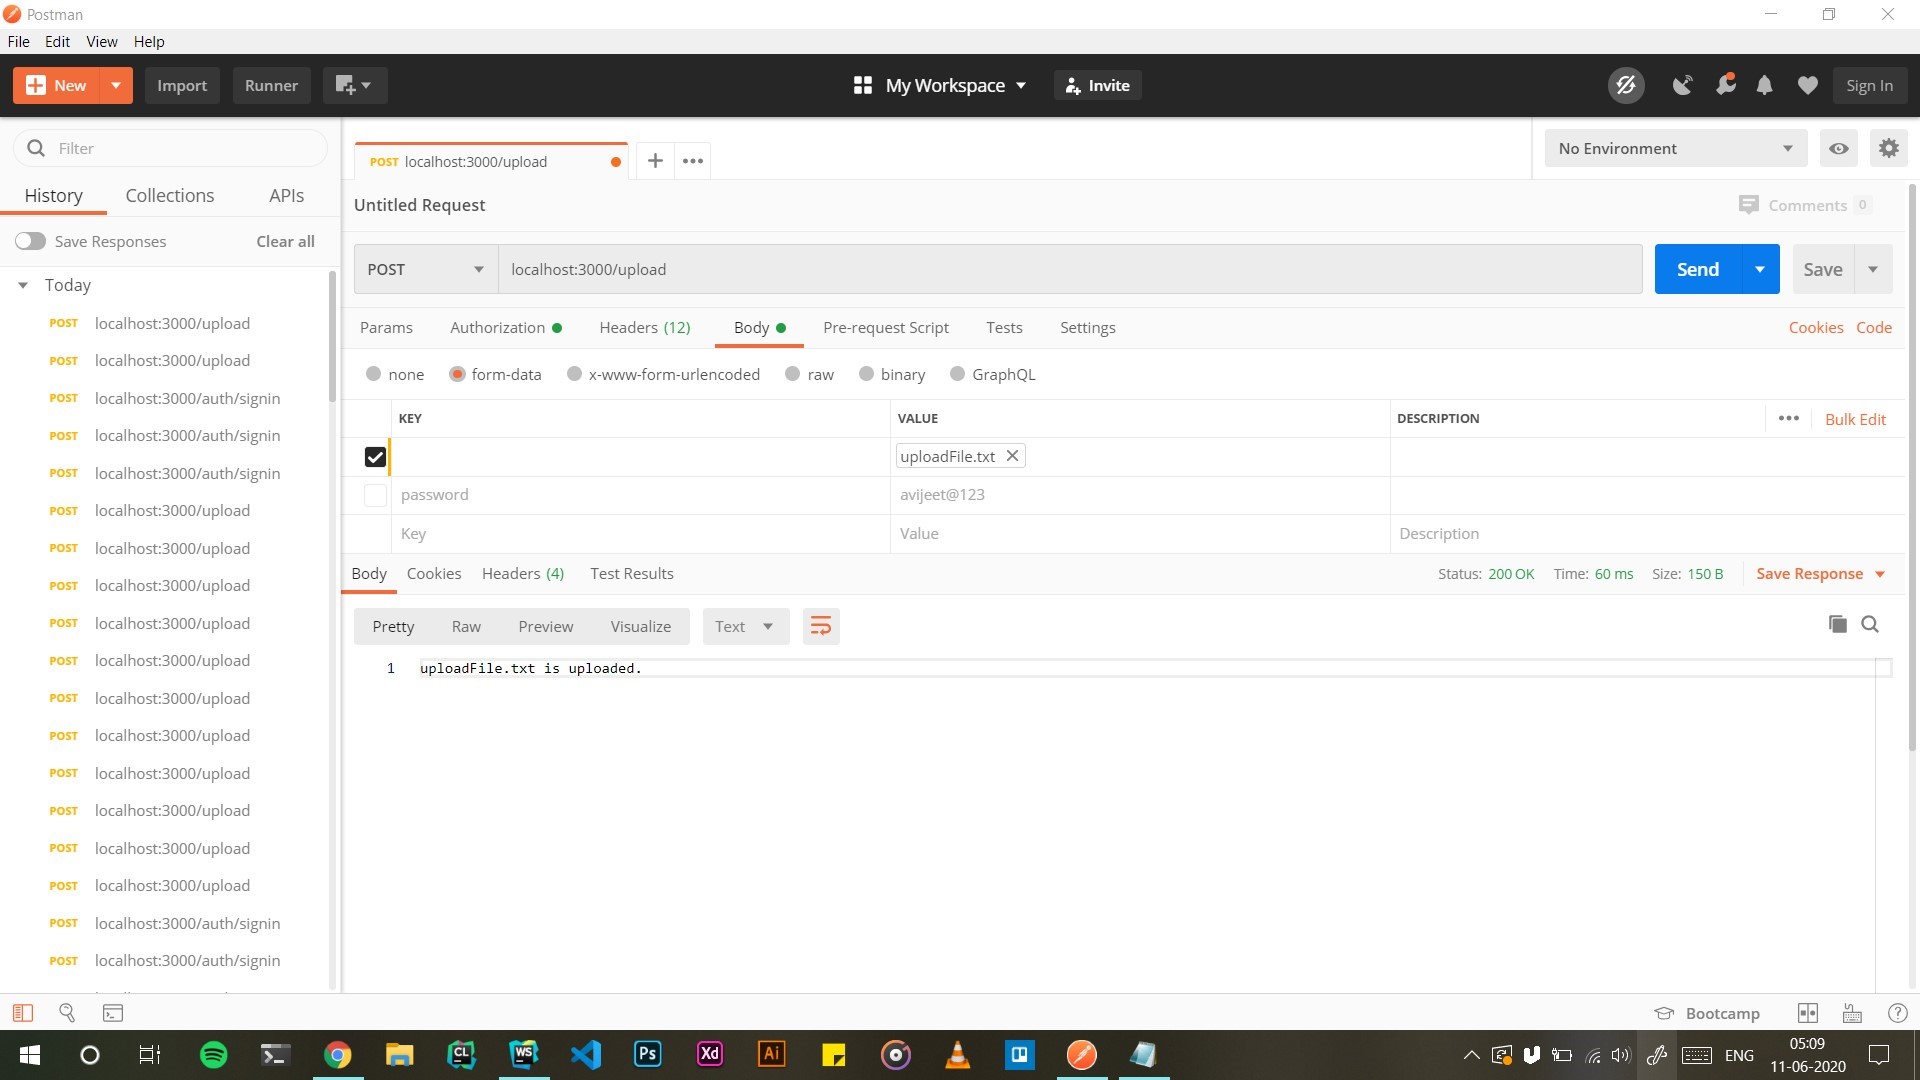 Postman
File Edit View Help
New Import Runner My Workspace Invite Sign In
Filter
History Collections APIs
Save Responses Clear all
Today
POST localhost:3000/upload
POST localhost:3000/upload
POST localhost:3000/auth/signin
POST localhost:3000/auth/signin
POST localhost:3000/auth/signin
POST localhost:3000/upload
POST localhost:3000/upload
POST localhost:3000/upload
POST localhost:3000/upload
POST localhost:3000/upload
POST localhost:3000/upload
POST localhost:3000/upload
POST localhost:3000/upload
POST localhost:3000/upload
POST localhost:3000/upload
POST localhost:3000/upload
POST localhost:3000/auth/signin
POST localhost:3000/auth/signin
POST localhost:3000/upload
No Environment
Untitled Request Comments 0
POST localhost:3000/upload Send Save
Params Authorization Headers (12) Body Pre-request Script Tests Settings Cookies Code
none form-data x-www-form-urlencoded raw binary GraphQL
KEY VALUE DESCRIPTION Bulk Edit
uploadFile.txt
password avijeet@123
Key Value Description
Body Cookies Headers (4) Test Results Status: 200 OK Time: 60 ms Size: 150 B Save Response
Pretty Raw Preview Visualize Text
1 uploadFile.txt is uploaded.
Bootcamp
CL WS Ps Xd Ai ENG 05:09
11-06-2020